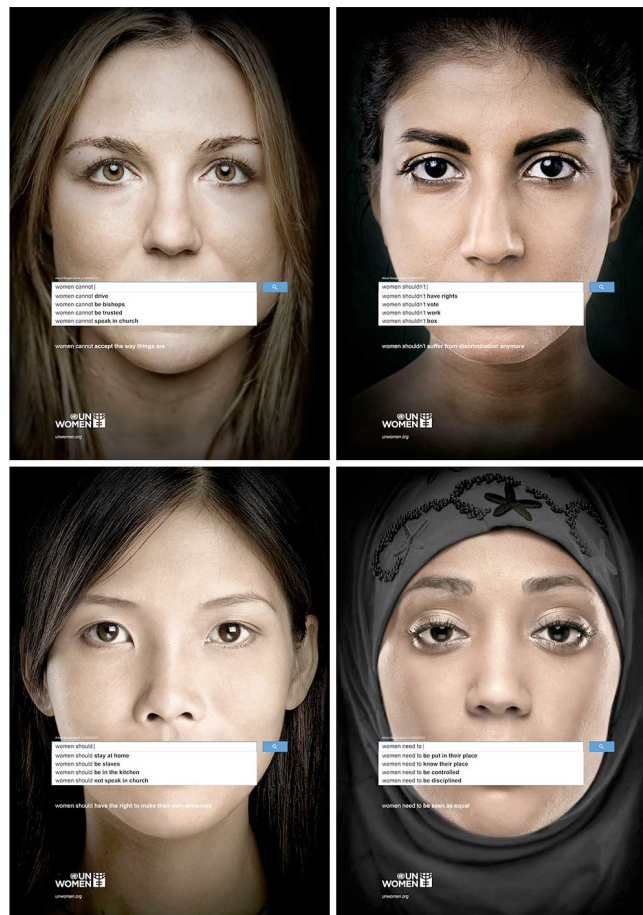 women cannot
women cannot drive
women cannot be bishops
women cannot be trusted
women cannot speak in church
women cannot accept the way things are
UN
WOMEN
unwomen.org
women shouldn't
women shouldn't have rights
women shouldn't vote
women shouldn't work
women shouldn't box
women shouldn't suffer from discrimination anymore
UN
WOMEN
unwomen.org
women should
women should stay at home
women should be slaves
women should be in the kitchen
women should not speak in church
women should have the right to make their own decisions
UN
WOMEN
unwomen.org
women need to
women need to be put in their place
women need to know their place
women need to be controlled
women need to be disciplined
women need to be seen as equal
UN
WOMEN
unwomen.org